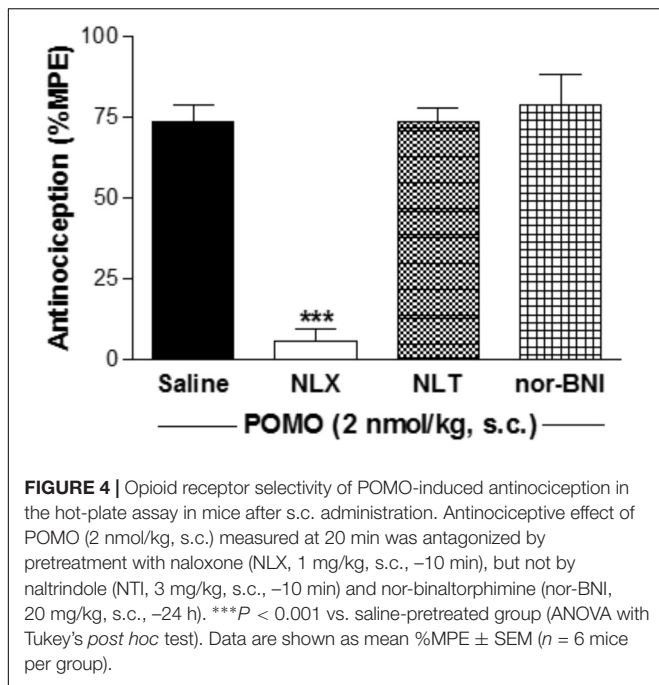 100
75
50
25
0
Antinociception (%MPE)
***
Saline NLX NLT nor-BNI
POMO (2 nmol/kg, s.c.)
FIGURE 4 | Opioid receptor selectivity of POMO-induced antinociception in
the hot-plate assay in mice after s.c. administration. Antinociceptive effect of
POMO (2 nmol/kg, s.c.) measured at 20 min was antagonized by
pretreatment with naloxone (NLX, 1 mg/kg, s.c., –10 min), but not by
naltrindole (NTI, 3 mg/kg, s.c., –10 min) and nor-binaltorphimine (nor-BNI,
20 mg/kg, s.c., –24 h). ***P < 0.001 vs. saline-pretreated group (ANOVA with
Tukey's post hoc test). Data are shown as mean %MPE ± SEM (n = 6 mice
per group).